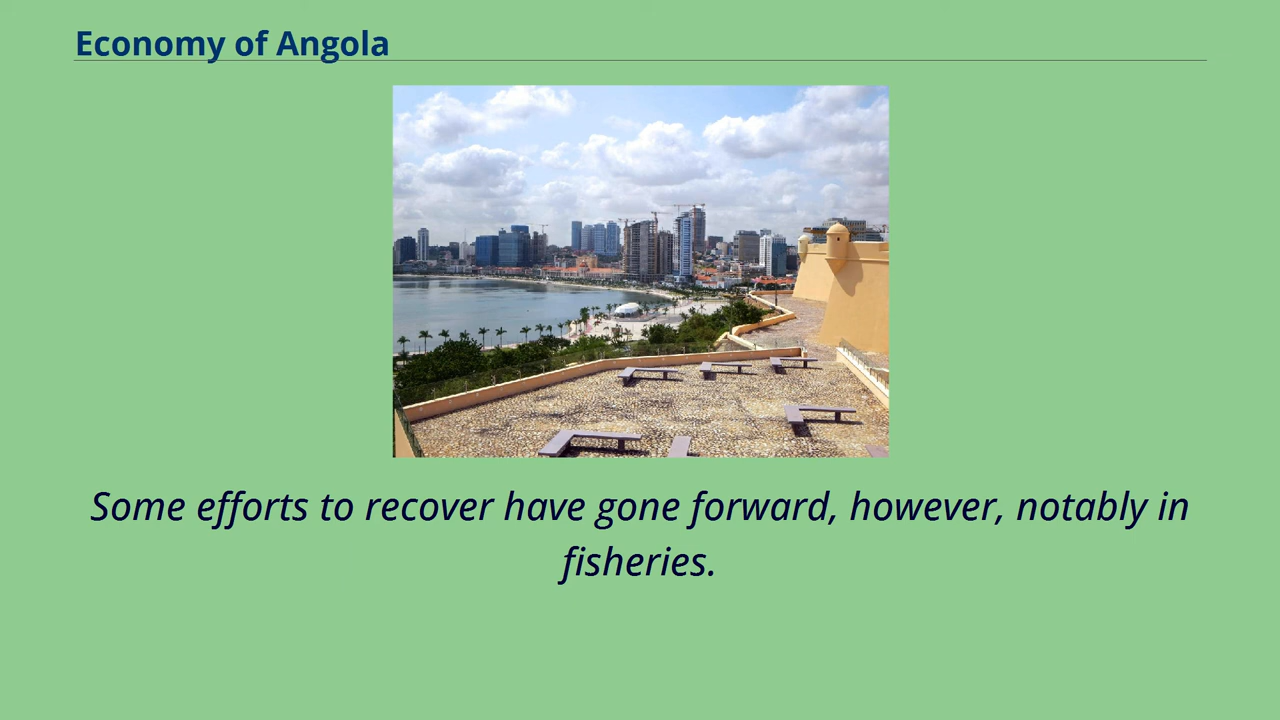 Economy of Angola
Some efforts to recover have gone forward, however, notably in
fisheries.